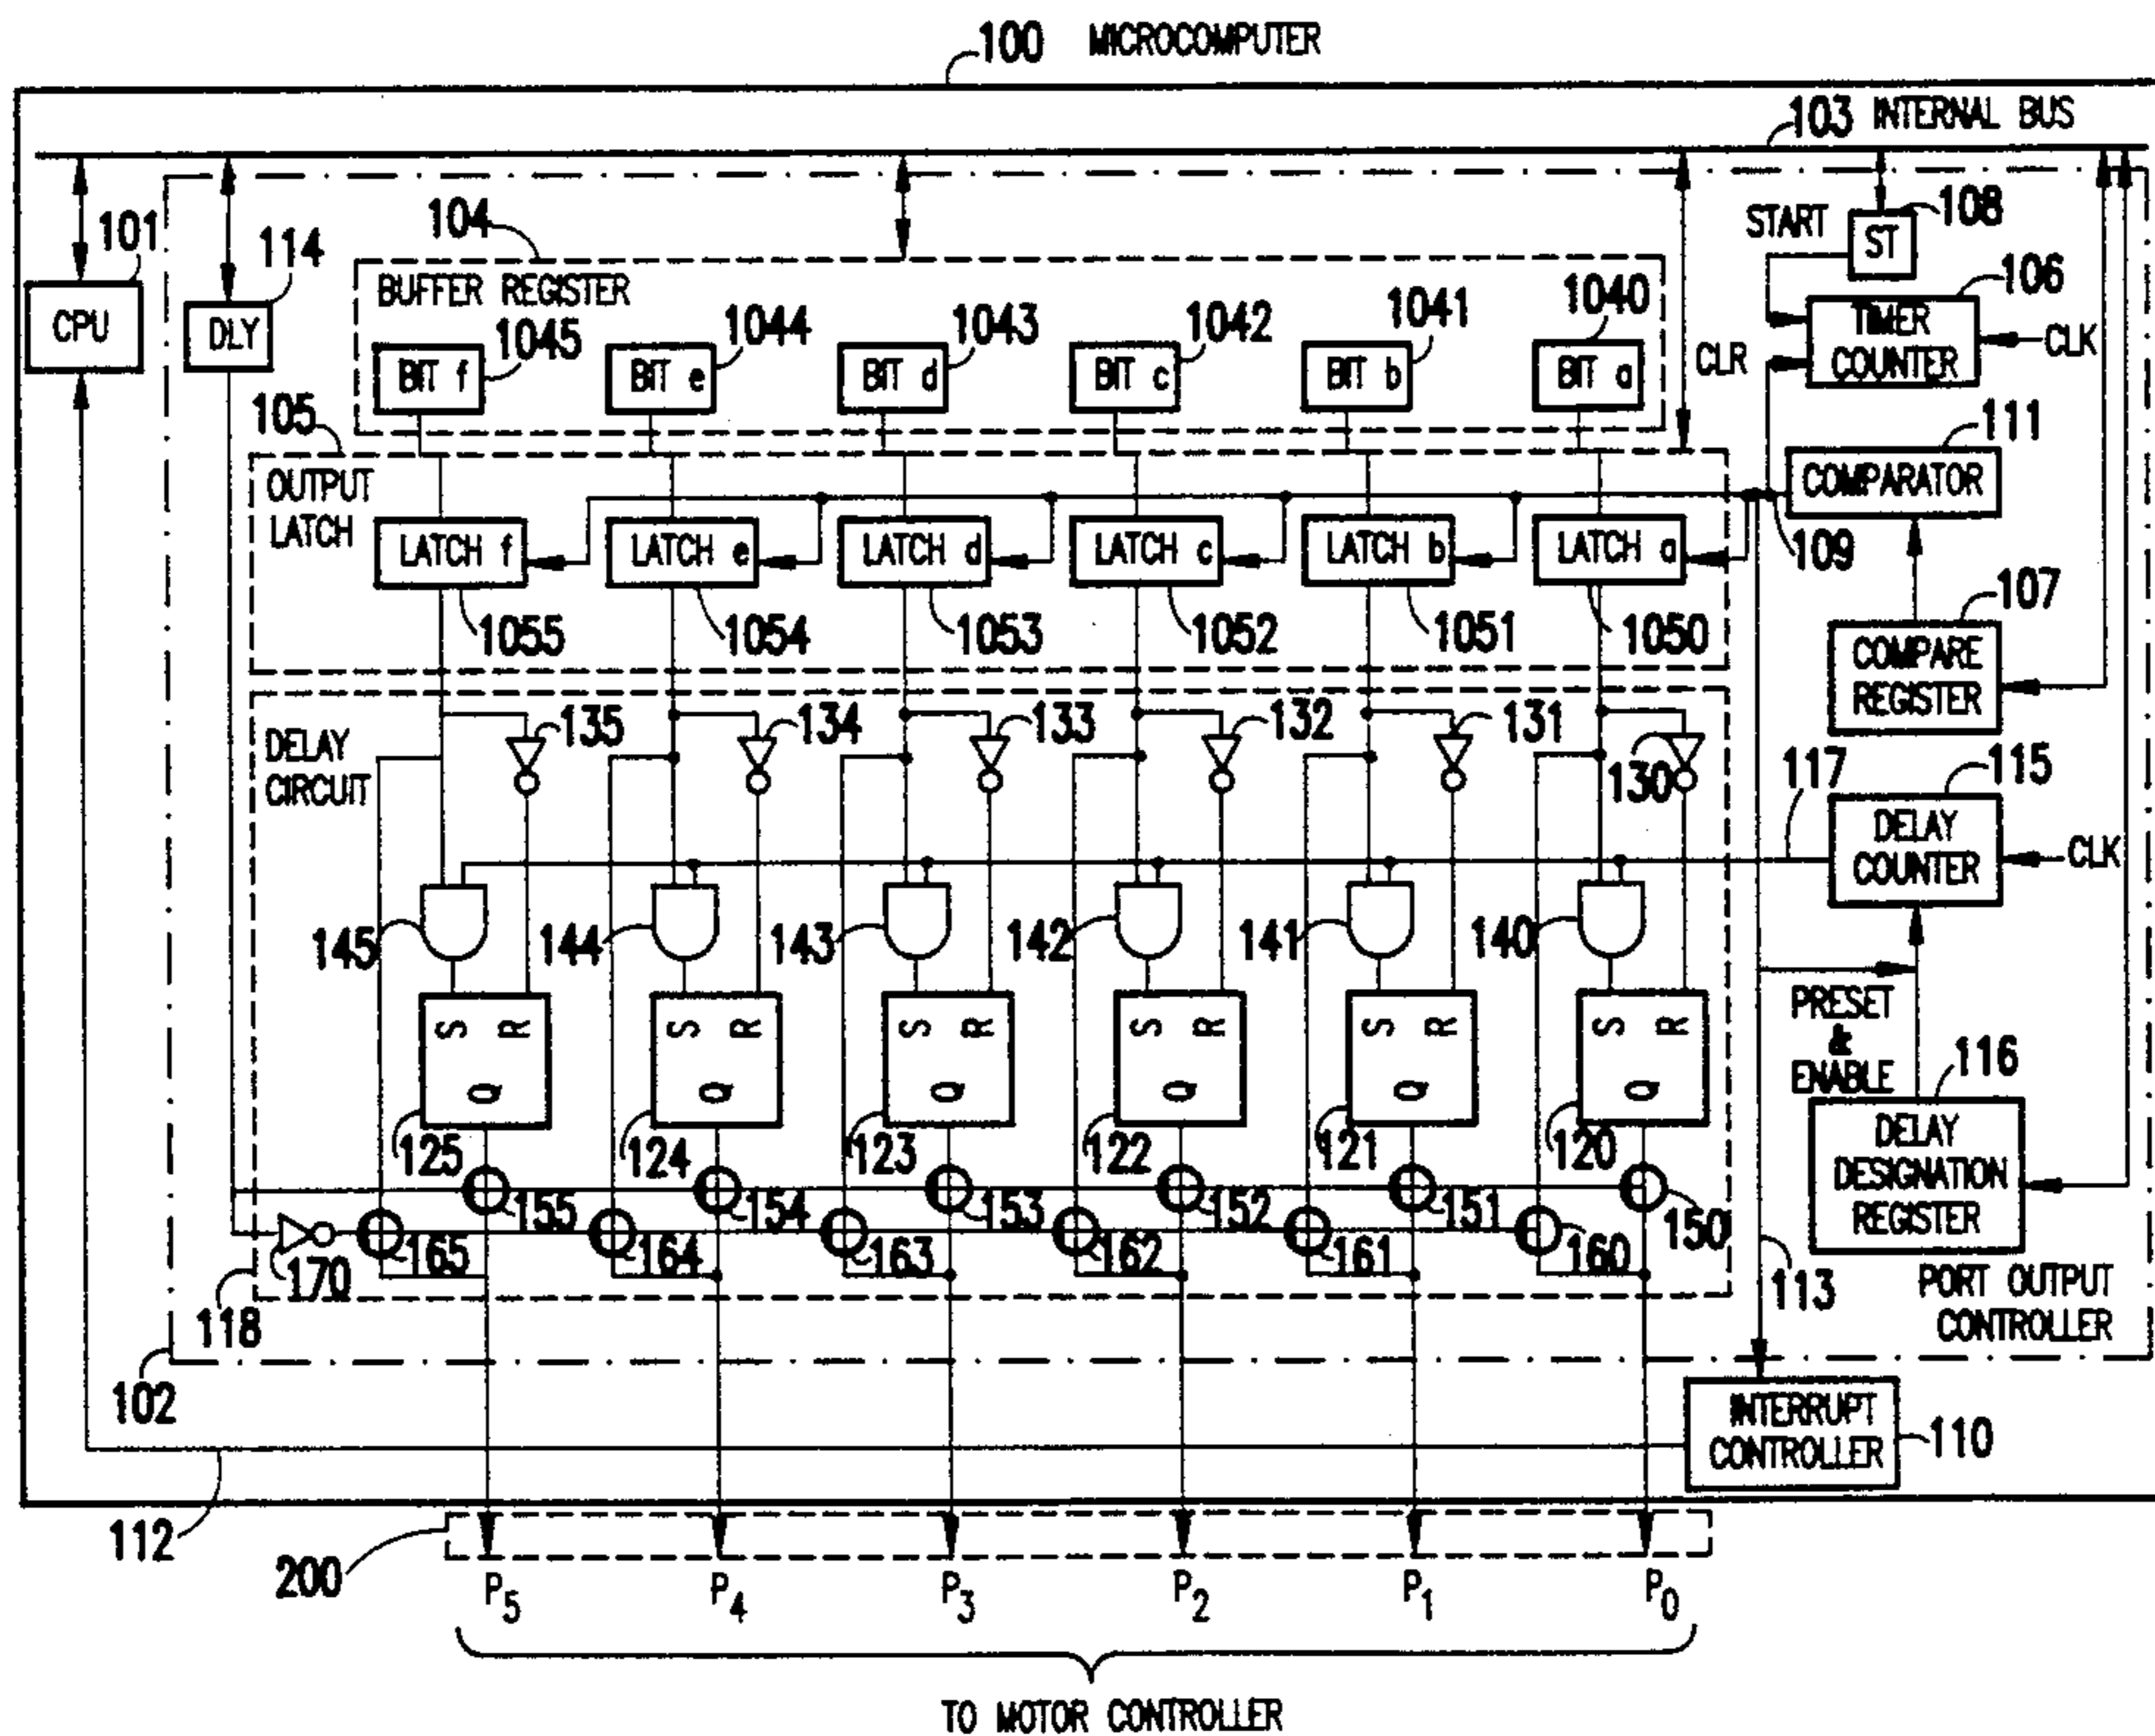 100 MICROCOMPUTER
103 INTERNAL BUS
101
114
104
START
108
ST
CPU
DLY
BUFFER REGISTER
106
1045
1044
1043
1042
1041
1040
TIMER
COUNTER
CLK
BIT f
BIT e
BIT d
BIT c
BIT b
BIT a
CLR
105
111
OUTPUT
LATCH
COMPARATOR
LATCH f
LATCH e
LATCH d
LATCH c
LATCH b
LATCH a
109
1055
1054
1053
1052
1051
1050
107
COMPARE
REGISTER
DELAY
CIRCUIT
135
134
133
132
131
130
117
115
DELAY
COUNTER
CLK
145
144
143
142
141
140
S R
S R
S R
S R
S R
S R
Q
Q
Q
Q
Q
Q
PRESET
&
ENABLE
116
125
124
123
122
121
120
DELAY
DESIGNATION
REGISTER
155
154
153
152
151
150
170
165
164
163
162
161
160
113
118
PORT OUTPUT
CONTROLLER
102
INTERRUPT
CONTROLLER
110
112
200
P5
P4
P3
P2
P1
P0
TO MOTOR CONTROLLER